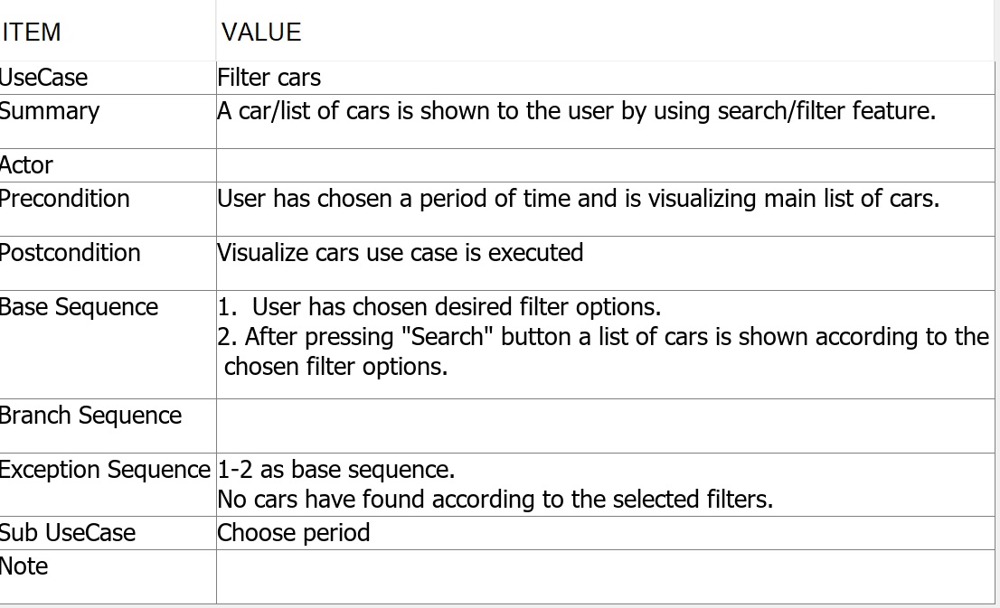 ITEM VALUE
UseCase Filter cars
Summary A car/list of cars is shown to the user by using search/filter feature.
Actor
Precondition User has chosen a period of time and is visualizing main list of cars.
Postcondition Visualize cars use case is executed
Base Sequence 1. User has chosen desired filter options.
2. After pressing "Search" button a list of cars is shown according to the
chosen filter options.
Branch Sequence
Exception Sequence 1-2 as base sequence.
No cars have found according to the selected filters.
Sub UseCase Choose period
Note